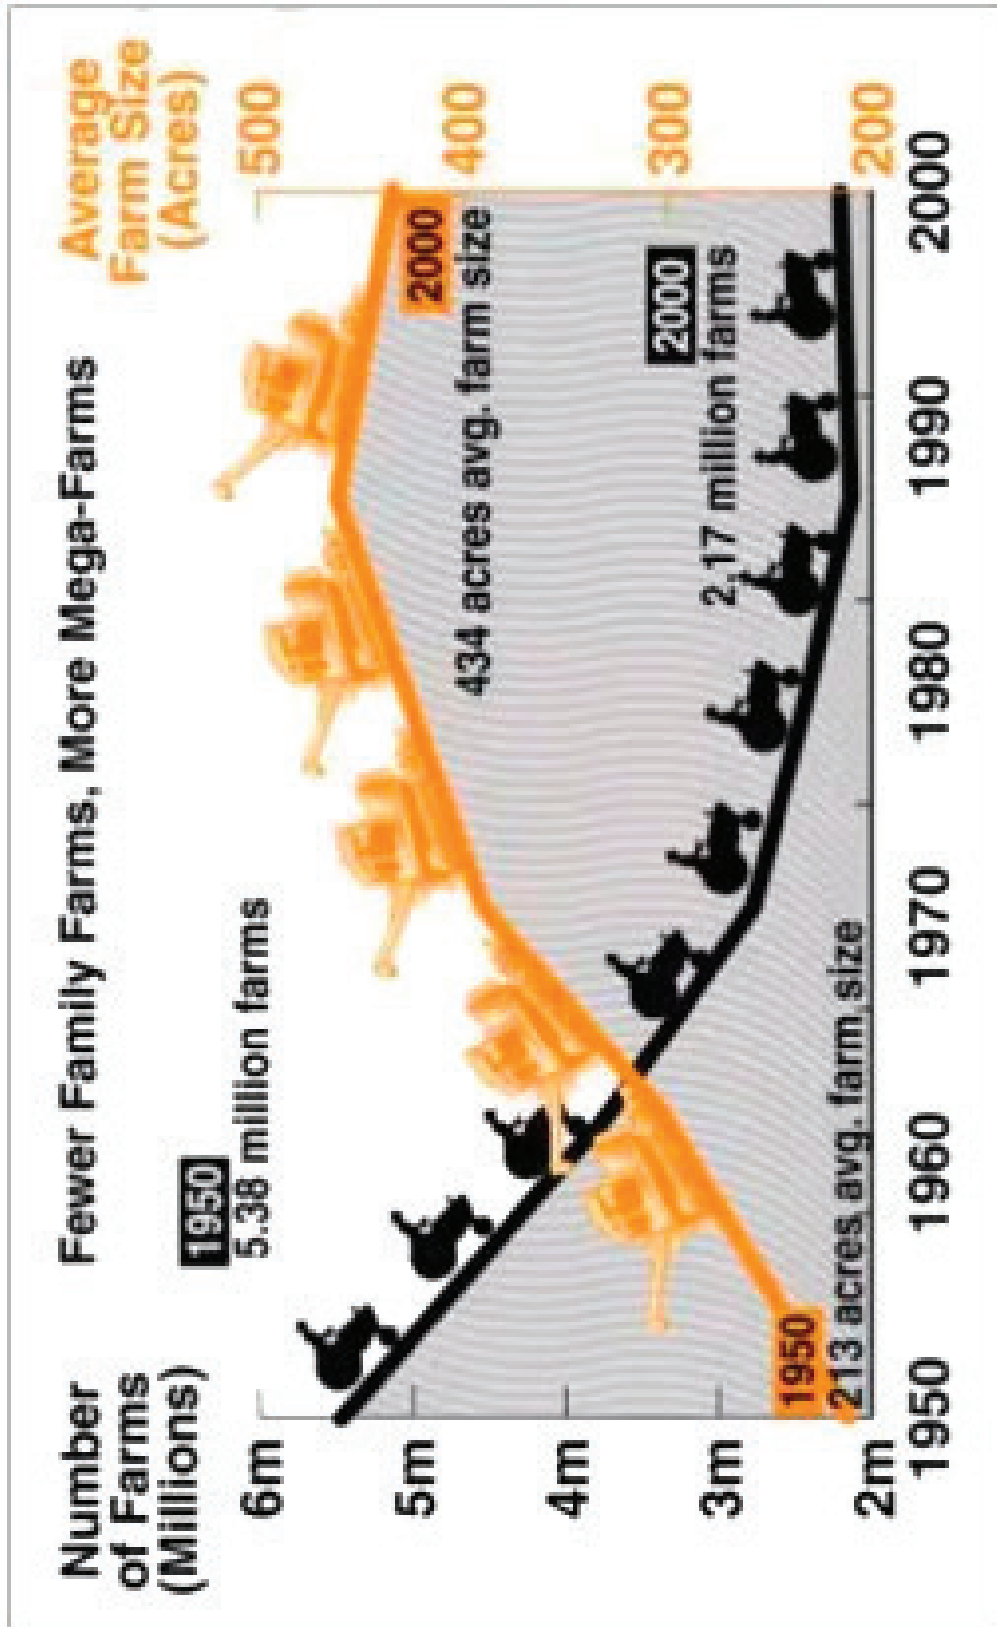 Number
of Farms
(Millions)
Fewer Family Farms, More Mega-Farms
Average
Farm Size
(Acres)
1950
5.38 million farms
6m
5m
4m
3m
2m
500
400
300
200
2000
434 acres avg. farm size
2000
2.17 million farms
1950
213 acres avg. farm size
1950
1960
1970
1980
1990
2000